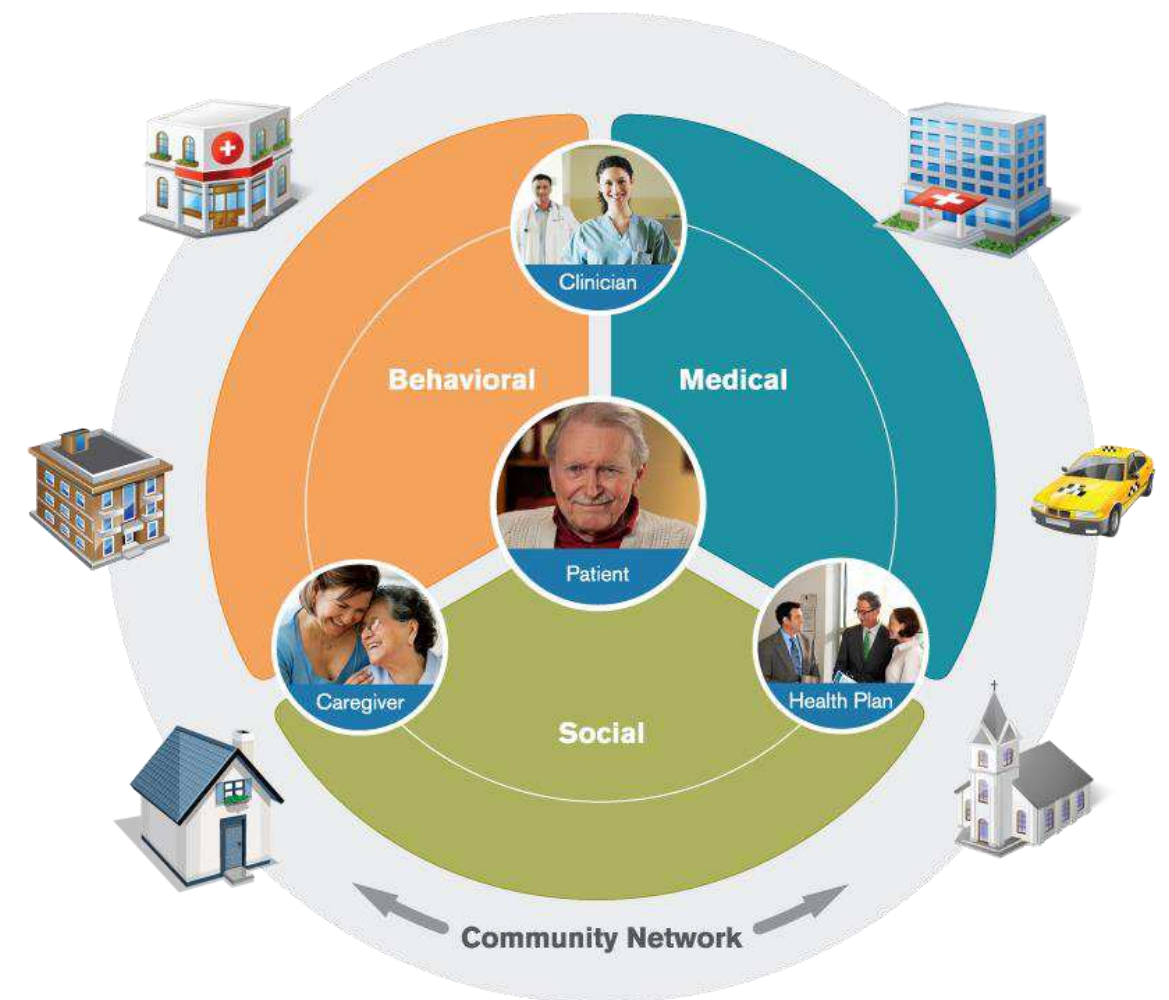 Clinician
Behavioral
Medical
Patient
Caregiver
Health Plan
Social
Community Network